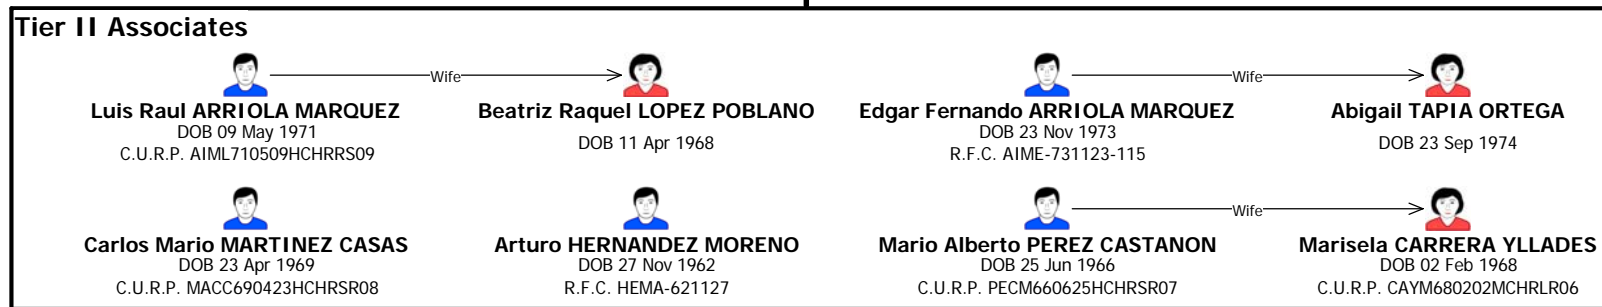 Tier II Associates
Wife
Wife
Luis Raul ARRIOLA MARQUEZ
DOB 09 May 1971
C.U.R.P. AIML710509HCHRRS09
Beatriz Raquel LOPEZ POBLANO
DOB 11 Apr 1968
Edgar Fernando ARRIOLA MARQUEZ
DOB 23 Nov 1973
R.F.C. AIME-731123-115
Abigail TAPIA ORTEGA
DOB 23 Sep 1974
Wife
Carlos Mario MARTINEZ CASAS
DOB 23 Apr 1969
C.U.R.P. MACC690423HCHRSR08
Arturo HERNANDEZ MORENO
DOB 27 Nov 1962
R.F.C. HEMA-621127
Mario Alberto PEREZ CASTANON
DOB 25 Jun 1966
C.U.R.P. PECM660625HCHRSR07
Marisela CARRERA YLLADES
DOB 02 Feb 1968
C.U.R.P. CAYM680202MCHRLR06